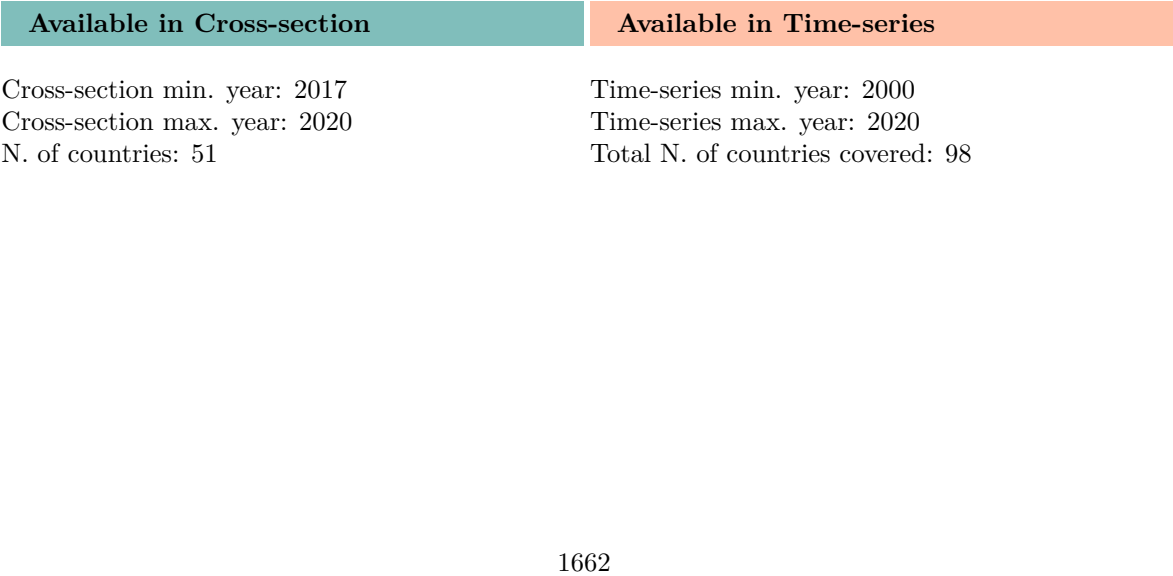 Available in Cross-section
Cross-section min. year: 2017
Cross-section max. year: 2020
N. of countries: 51
Available in Time-series
Time-series min. year: 2000
Time-series max. year: 2020
Total N. of countries covered: 98
1662